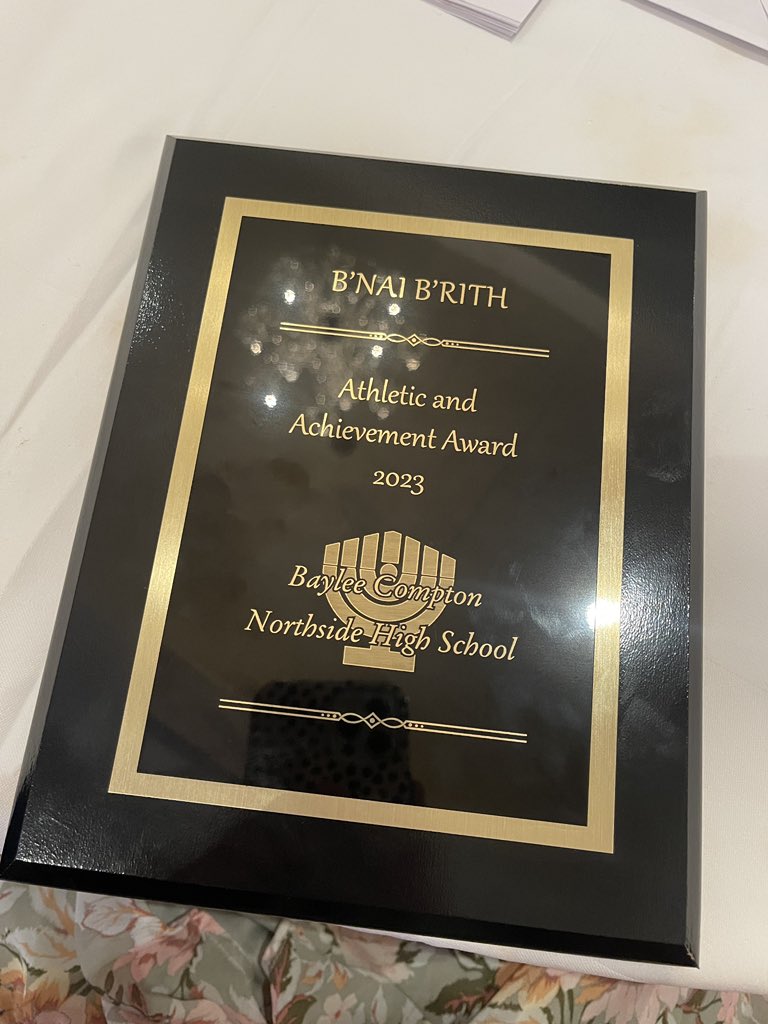 B'NAI B'RITH
Athletic and
Achievement Award
2023
Baylee Compton
Northside High School